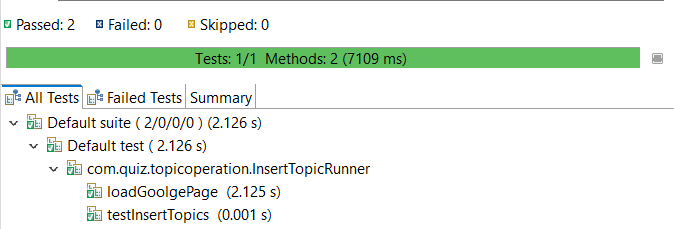 Passed: 2 Failed: 0 Skipped: 0
Tests: 1/1 Methods: 2 (7109 ms)
All Tests Failed Tests Summary
Default suite ( 2/0/0/0 ) (2.126 s)
Default test ( 2.126 s)
com.quiz.topicoperation.InsertTopicRunner
loadGoolgePage (2.125 s)
testInsertTopics (0.001 s)